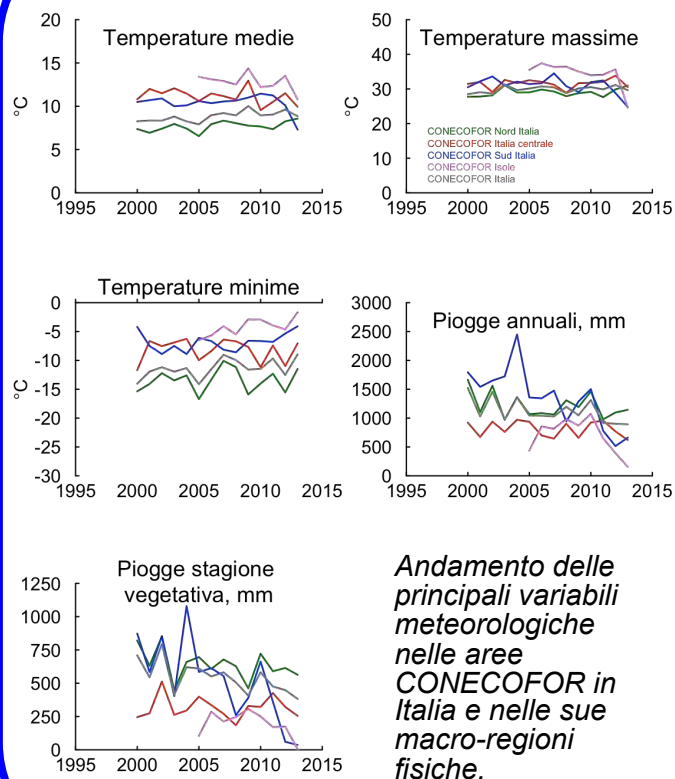 Temperature medie
20
15
10
5
0
°C
1995 2000 2005 2010 2015
Temperature massime
50
40
30
20
10
0
°C
CONECOFOR Nord Italia
CONECOFOR Italia centrale
CONECOFOR Sud Italia
CONECOFOR Isole
CONECOFOR Italia
1995 2000 2005 2010 2015
Temperature minime
0
-5
-10
-15
-20
-25
-30
°C
1995 2000 2005 2010 2015
Piogge annuali, mm
3000
2500
2000
1500
1000
500
0
1995 2000 2005 2010 2015
Piogge stagione
vegetativa, mm
1250
1000
750
500
250
0
1995 2000 2005 2010 2015
Andamento delle
principali variabili
meteorologiche
nelle aree
CONECOFOR in
Italia e nelle sue
macro-regioni
fisiche.